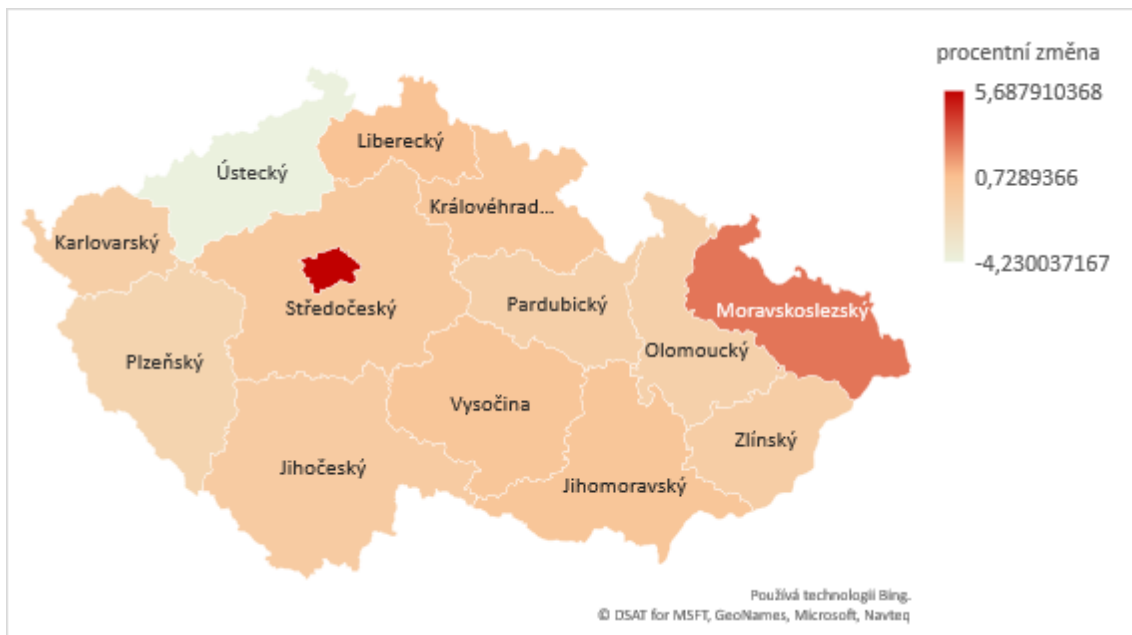 procentní změna
5,687910368
0,7289366
-4,230037167
Liberecký
Ústecký
Královéhrad...
Karlovarský
Středočeský
Pardubický
Moravskoslezský
Olomoucký
Plzeňský
Vysočina
Zlínský
Jihočeský
Jihomoravský
Používá technologii Bing.
© DSAT for MSFT, GeoNames, Microsoft, Navteq